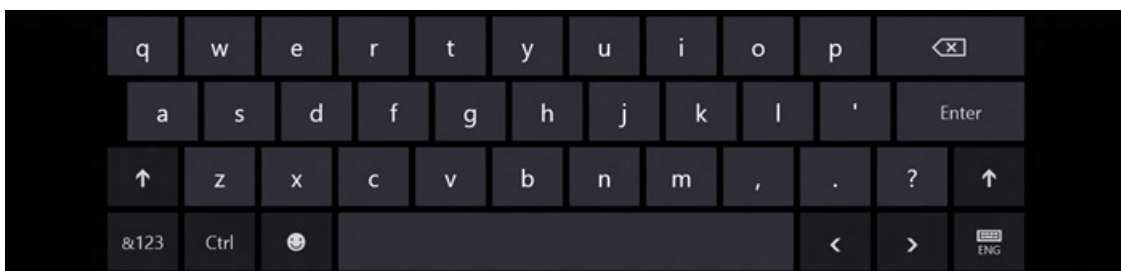 q w e r t y u i o p
a s d f g h j k l ' Enter
z x c v b n m , . ?
&123 Ctrl < > ENG